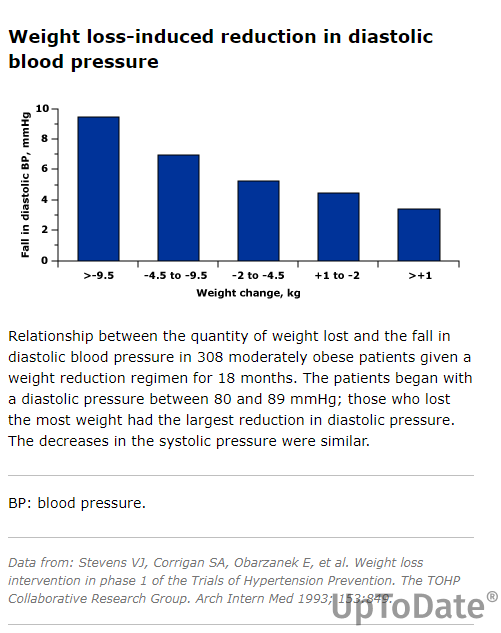 Weight loss-induced reduction in diastolic
blood pressure
Fall in diastolic BP, mmHg
10
8
6
4
2
0
>-9.5 -4.5 to -9.5 -2 to -4.5 +1 to -2 >+1
Weight change, kg
Relationship between the quantity of weight lost and the fall in
diastolic blood pressure in 308 moderately obese patients given a
weight reduction regimen for 18 months. The patients began with
a diastolic pressure between 80 and 89 mmHg; those who lost
the most weight had the largest reduction in diastolic pressure.
The decreases in the systolic pressure were similar.
BP: blood pressure.
Data from: Stevens VJ, Corrigan SA, Obarzanek E, et al. Weight loss
intervention in phase 1 of the Trials of Hypertension Prevention. The TOHP
Collaborative Research Group. Arch Intern Med 1993; 153:849.
UpToDate®